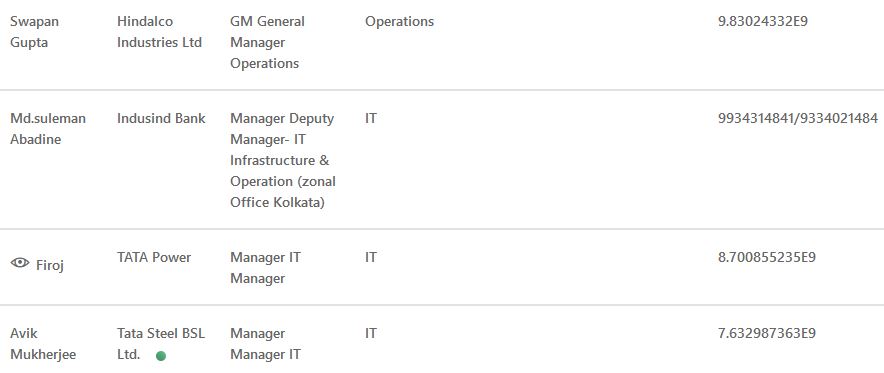 Swapan Hindalco GM General Operations 9.83024332E9
Gupta Industries Ltd Manager
Operations
Md.suleman Indusind Bank Manager Deputy IT 9934314841/9334021484
Abadine Manager- IT
Infrastructure &
Operation (zonal
Office Kolkata)
Firoj TATA Power Manager IT IT 8.700855235E9
Manager
Avik Tata Steel BSL Manager IT 7.632987363E9
Mukherjee Ltd. Manager IT